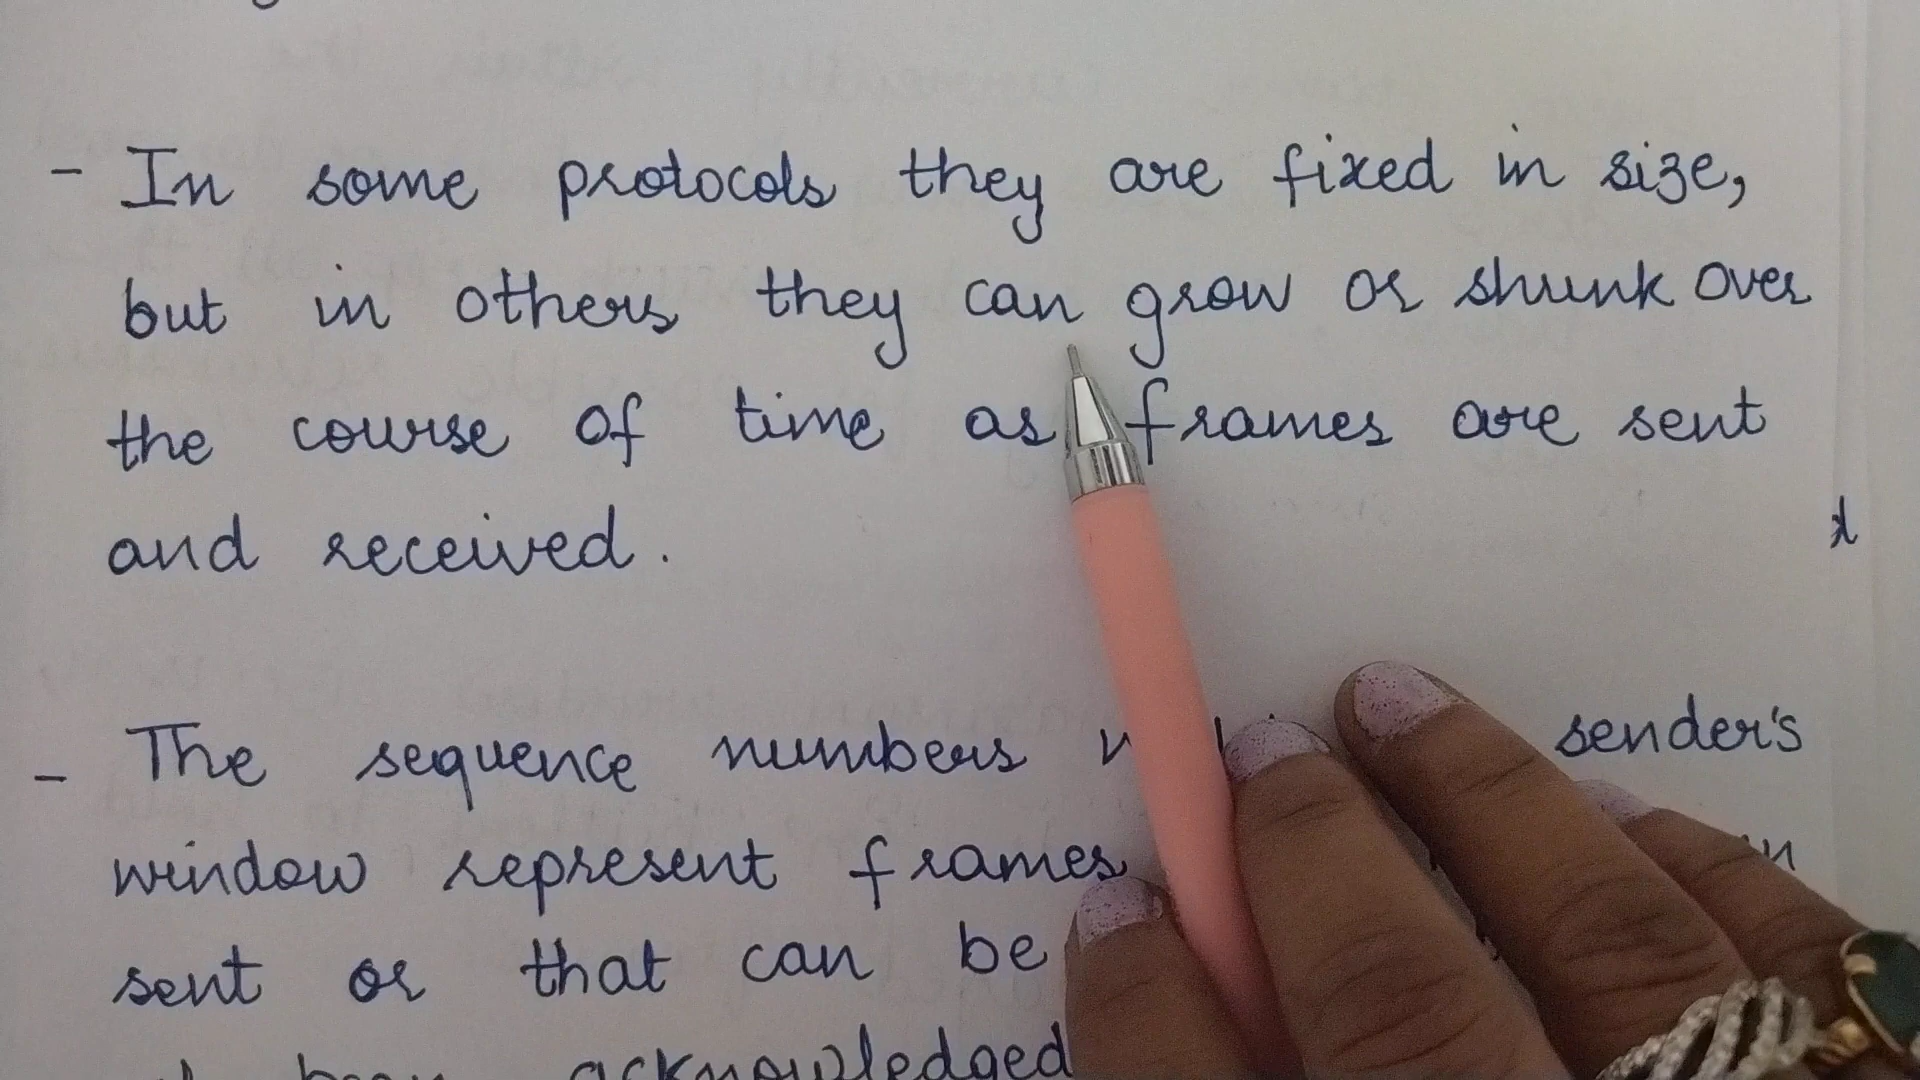 - In some protocols they are fixed in size,
but in others they can grow or shunk over
the course of time as frames are sent
and received.
- The sequence numbers sender's
window represent frames
sent or that can be
acknowledged